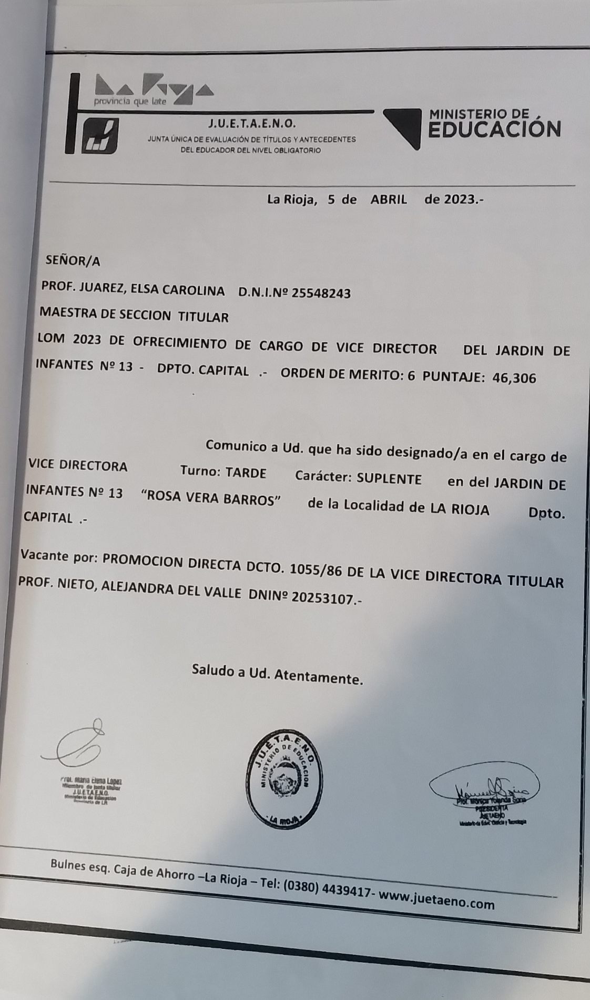 La Rioja
provincia que late
J.U.E.T.A.E.N.O.
JUNTA ÚNICA DE EVALUACIÓN DE TÍTULOS Y ANTECEDENTES
DEL EDUCADOR DEL NIVEL OBLIGATORIO
MINISTERIO DE
EDUCACIÓN
La Rioja, 5 de ABRIL de 2023.-
SEÑOR/A
PROF. JUAREZ, ELSA CAROLINA D.N.I.Nº 25548243
MAESTRA DE SECCION TITULAR
LOM 2023 DE OFRECIMIENTO DE CARGO DE VICE DIRECTOR DEL JARDIN DE
INFANTES Nº 13 - DPTO. CAPITAL .- ORDEN DE MERITO: 6 PUNTAJE: 46,306
Comunico a Ud. que ha sido designado/a en el cargo de
VICE DIRECTORA Turno: TARDE Carácter: SUPLENTE en del JARDIN DE
INFANTES Nº 13 “ROSA VERA BARROS” de la Localidad de LA RIOJA Dpto.
CAPITAL .-
Vacante por: PROMOCION DIRECTA DCTO. 1055/86 DE LA VICE DIRECTORA TITULAR
PROF. NIETO, ALEJANDRA DEL VALLE DNINº 20253107.-
Saludo a Ud. Atentamente.
Prof. Maria Elena Lopez
Miembro de Junta titular
J.U.E.T.A.E.N.O.
Ministerio de Educacion
Provincia de LR
J.U.E.T.A.E.N.O.
MINISTERIO DE EDUCACION
LA RIOJA
Prof. Mónica Yolanda Soria
PRESIDENTA
JUETAENO
Ministerio de Educ. Ciencia y Tecnología
Bulnes esq. Caja de Ahorro –La Rioja – Tel: (0380) 4439417- www.juetaeno.com